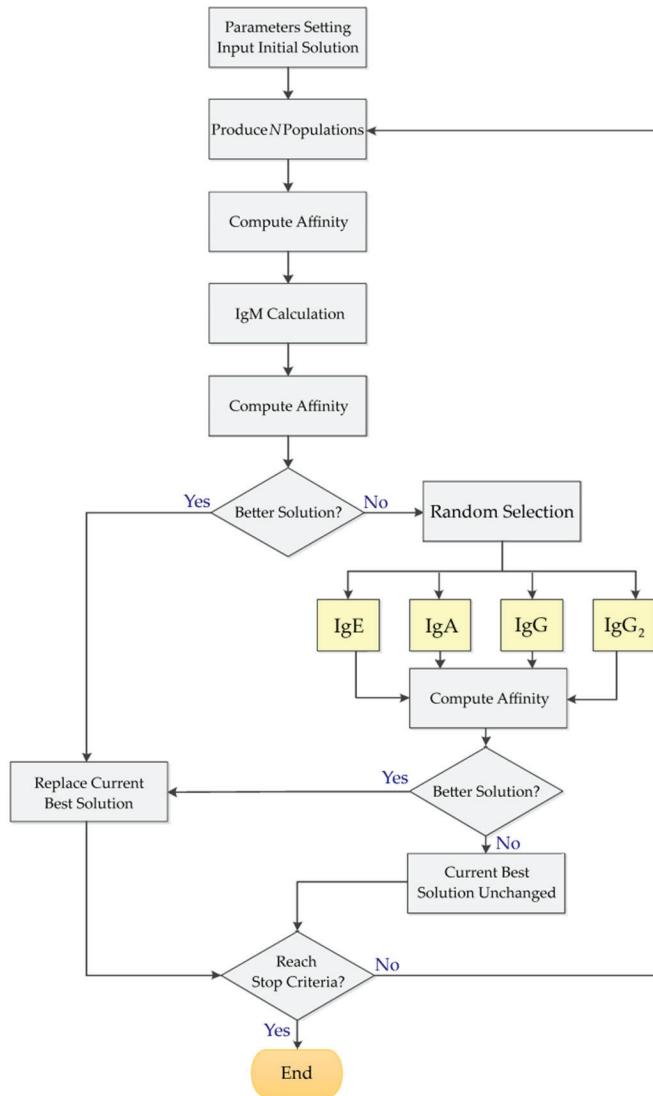 Parameters Setting
Input Initial Solution
Produce N Populations
Compute Affinity
IgM Calculation
Compute Affinity
Yes
Better Solution?
No
Random Selection
IgE
IgA
IgG
IgG₂
Compute Affinity
Replace Current
Best Solution
Yes
Better Solution?
No
Current Best
Solution Unchanged
Reach
Stop Criteria?
No
Yes
End